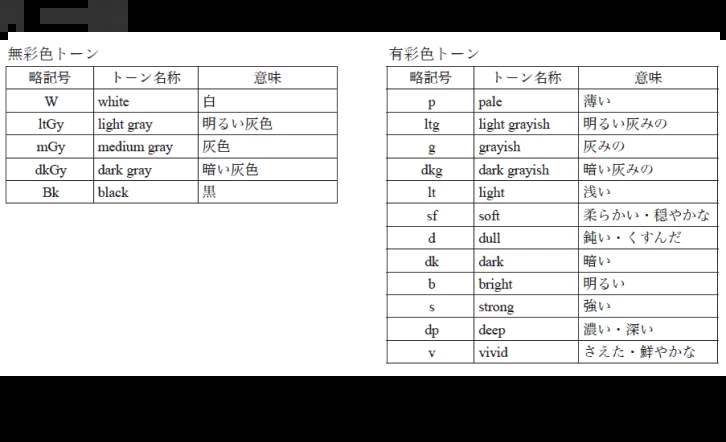 無彩色トーン
略記号 トーン名称 意味
W white 白
ltGy light gray 明るい灰色
mGy medium gray 灰色
dkGy dark gray 暗い灰色
Bk black 黒
有彩色トーン
略記号 トーン名称 意味
p pale 薄い
ltg light grayish 明るい灰みの
g grayish 灰みの
dkg dark grayish 暗い灰みの
lt light 浅い
sf soft 柔らかい・穏やかな
d dull 鈍い・くすんだ
dk dark 暗い
b bright 明るい
s strong 強い
dp deep 濃い・深い
v vivid さえた・鮮やかな